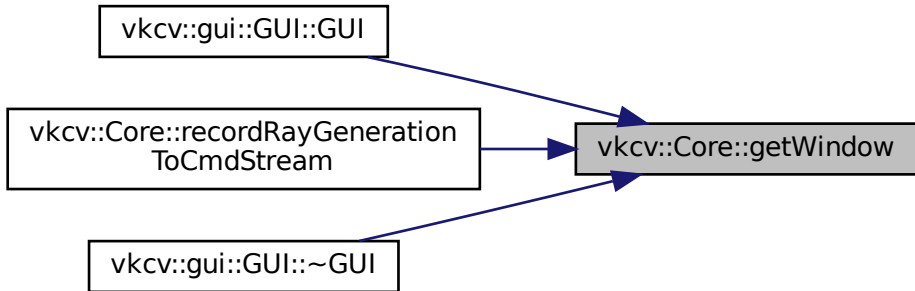 vkcv::gui::GUI::GUI
vkcv::Core::recordRayGeneration
ToCmdStream
vkcv::Core::getWindow
vkcv::gui::GUI::~GUI